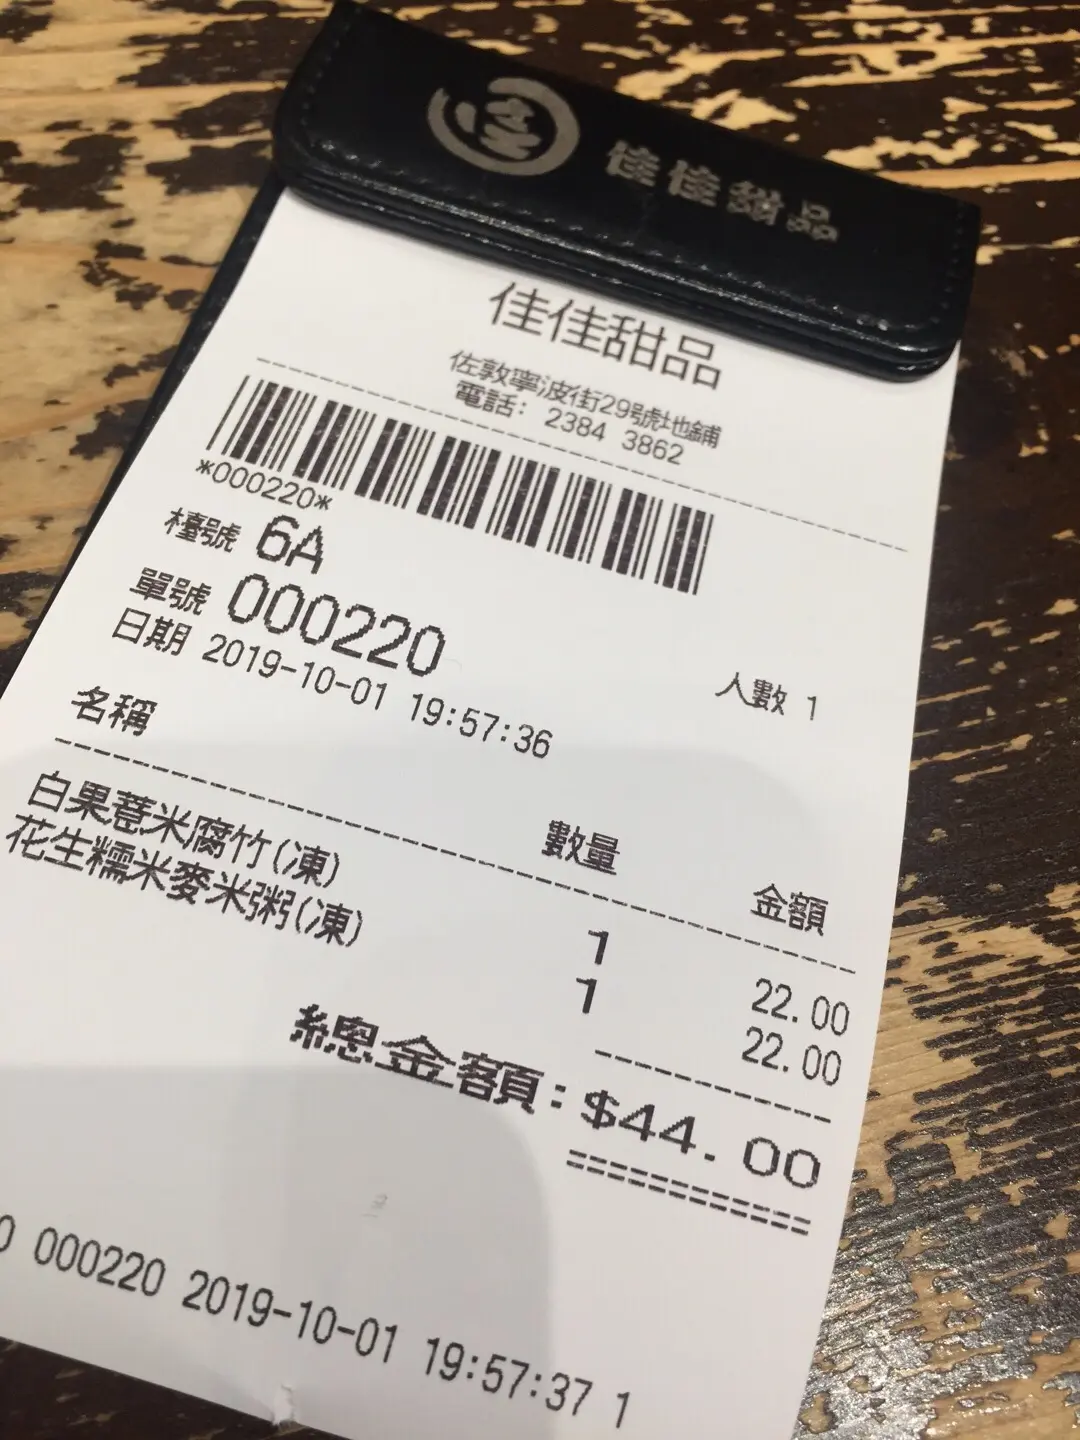 佳佳甜品
佳佳甜品
佐敦寧波街29號地舖
電話: 2384 3862
*000220*
檯號 6A
單號 000220
人數 1
日期 2019-10-01 19:57:36
名稱 數量 金額
白果薏米腐竹(凍) 1 22.00
花生糯米麥米粥(凍) 1 22.00
總金額: $44.00
0 000220 2019-10-01 19:57:37 1